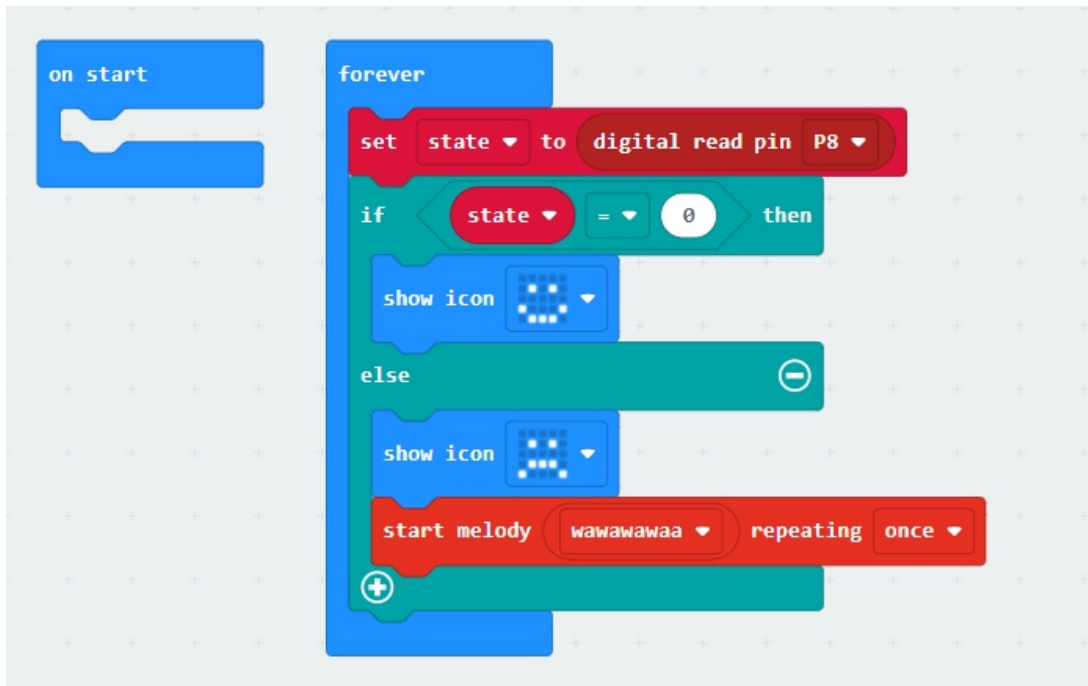 on start
forever
set state to digital read pin P8
if state = 0 then
show icon
else
show icon
start melody wawawawaa repeating once